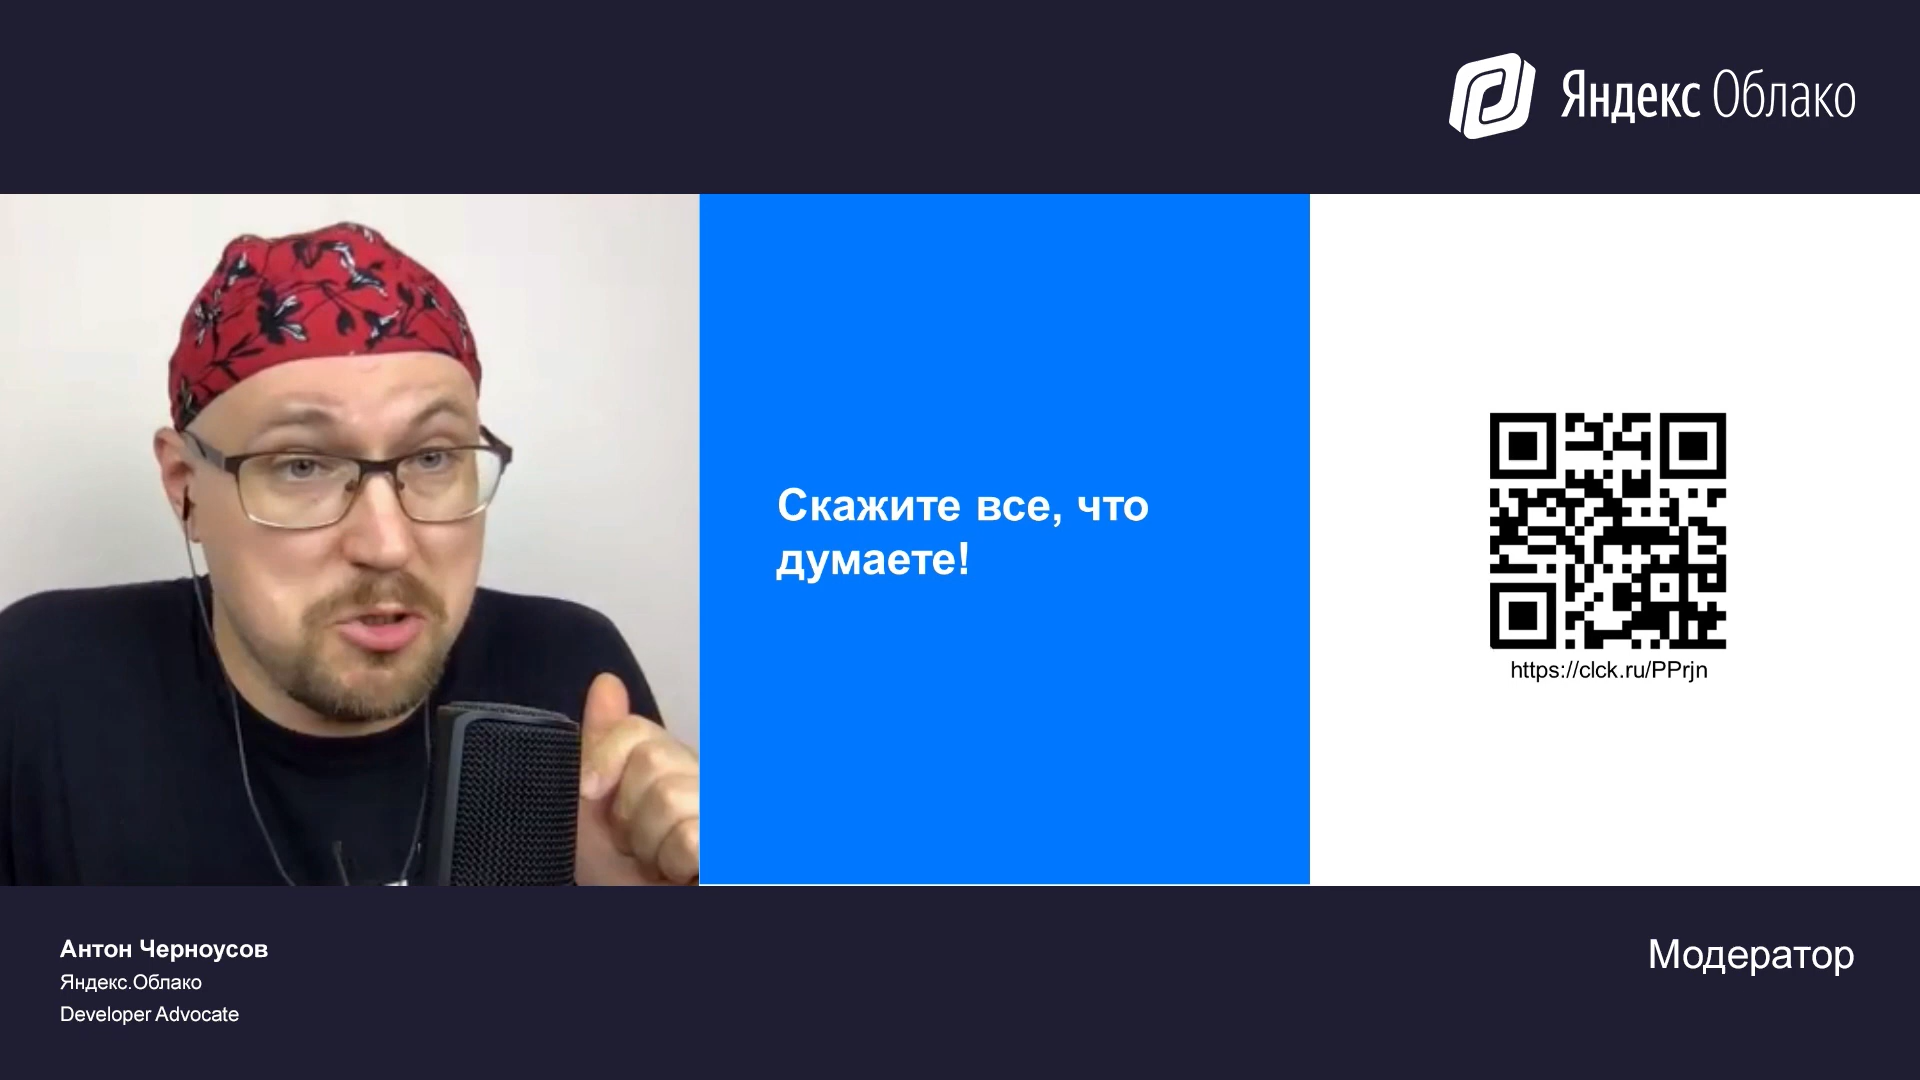 Яндекс Облако
Скажите все, что
думаете!
https://clck.ru/PPrjn
Антон Черноусов
Яндекс.Облако
Developer Advocate
Модератор